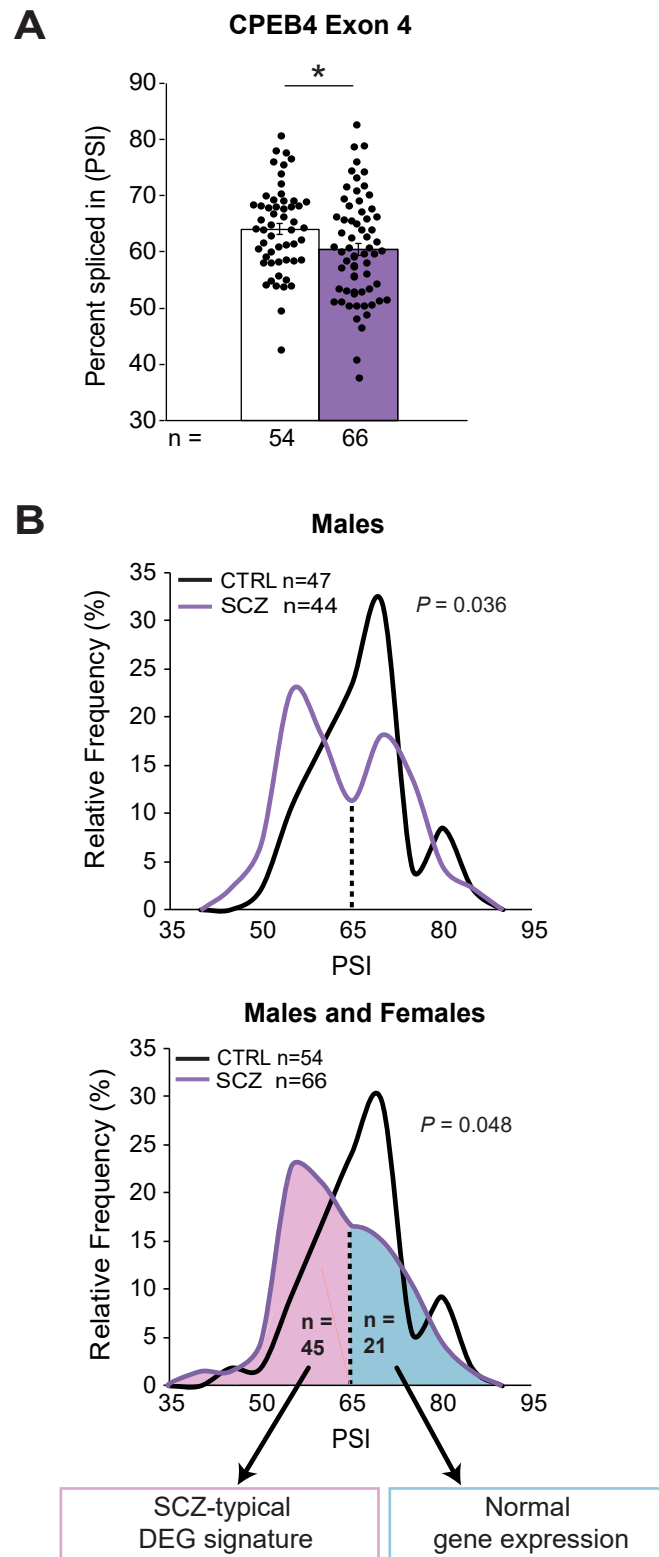 A
CPEB4 Exon 4
*
Percent spliced in (PSI)
90
80
70
60
50
40
30
n = 54 66
B
Males
CTRL n=47
SCZ n=44
P = 0.036
Relative Frequency (%)
35
30
25
20
15
10
5
0
35 50 65 80 95
PSI
Males and Females
CTRL n=54
SCZ n=66
P = 0.048
Relative Frequency (%)
35
30
25
20
15
10
5
0
n =
45
n =
21
35 50 65 80 95
PSI
SCZ-typical
DEG signature
Normal
gene expression